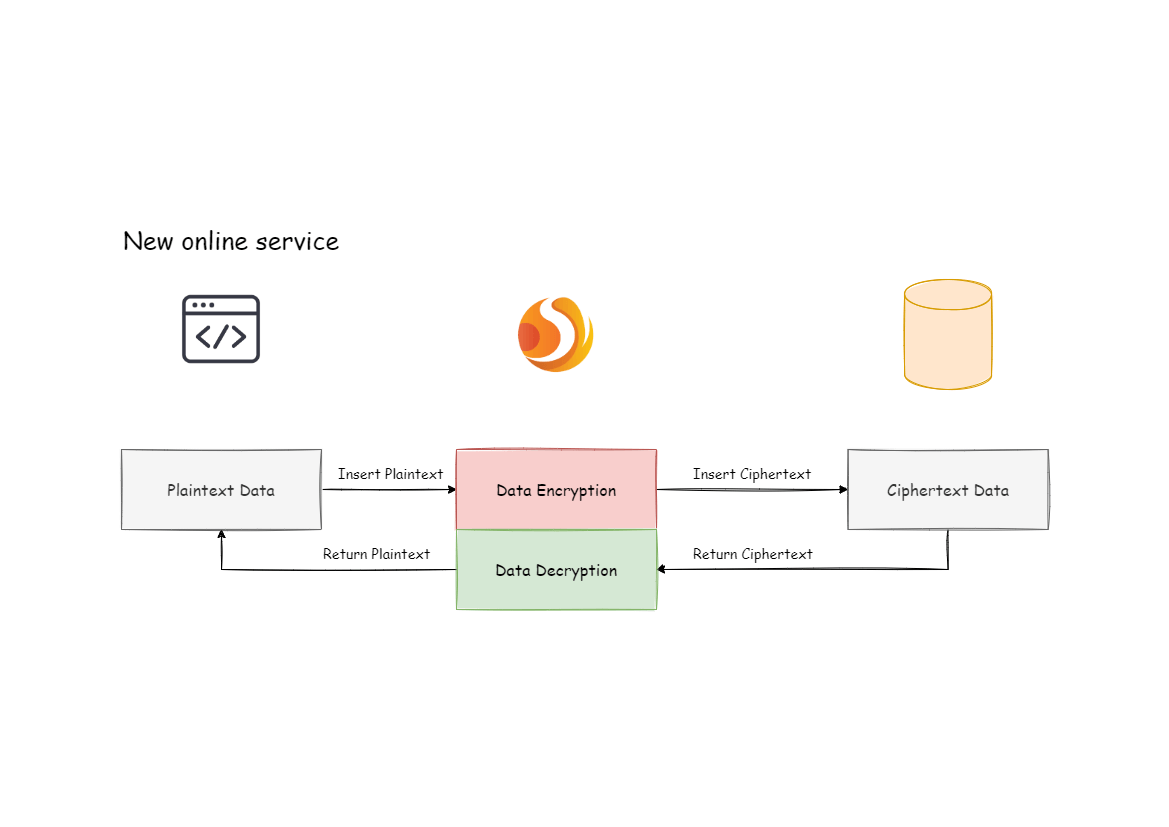 New online service
Insert Plaintext
Insert Ciphertext
Plaintext Data
Data Encryption
Ciphertext Data
Return Plaintext
Return Ciphertext
Data Decryption